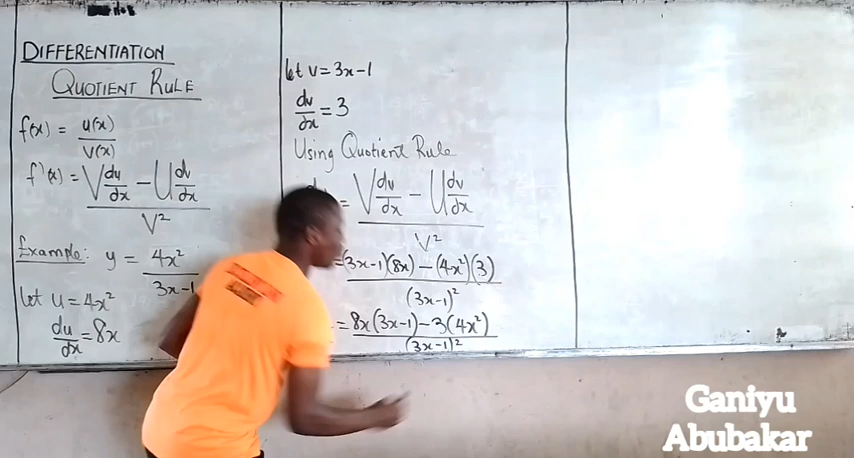 DIFFERENTIATION
QUOTIENT RULE
f(x) = u(x)/v(x)
f'(x) = (V du/dx - U dv/dx)/V²
Example: y = 4x²/(3x-1
let u = 4x²
du/dx = 8x
let v = 3x-1
dv/dx = 3
Using Quotient Rule
= (V du/dx - U dv/dx)/V²
= (3x-1)(8x) - (4x²)(3)/(3x-1)²
= 8x(3x-1) - 3(4x²)/(3x-1)²
Ganiyu
Abubakar